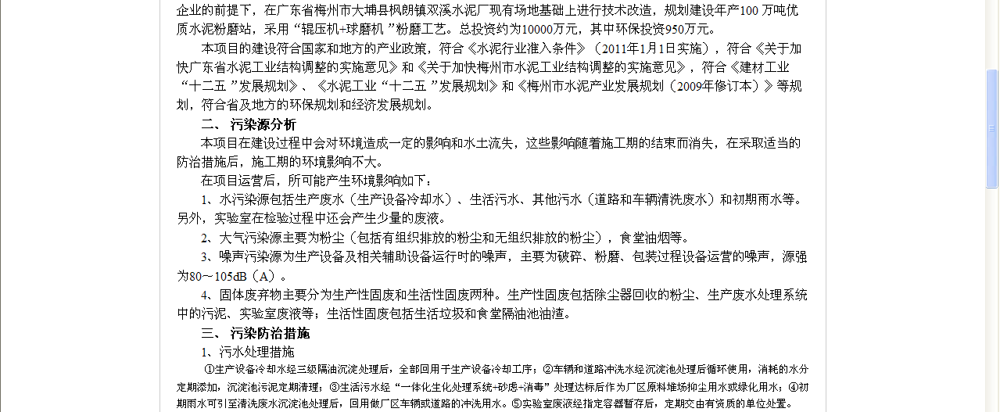 企业的前提下，在广东省梅州市大埔县枫朗镇双溪水泥厂现有场地基础上进行技术改造，规划建设年产100 万吨优
质水泥粉磨站，采用“辊压机+球磨机 ”粉磨工艺。总投资约为10000万元，其中环保投资950万元。
本项目的建设符合国家和地方的产业政策，符合《水泥行业准入条件》（2011年1月1日实施），符合《关于加
快广东省水泥工业结构调整的实施意见》和《关于加快梅州市水泥工业结构调整的实施意见》，符合《建材工业
“十二五 ”发展规划》、《水泥工业“十二五 ”发展规划》和《梅州市水泥产业发展规划（2009年修订本）》等规
划，符合省及地方的环保规划和经济发展规划。
二、 污染源分析
本项目在建设过程中会对环境造成一定的影响和水土流失，这些影响随着施工期的结束而消失，在采取适当的
防治措施后，施工期的环境影响不大。
在项目运营后，所可能产生环境影响如下：
1、水污染源包括生产废水（生产设备冷却水）、生活污水、其他污水（道路和车辆清洗废水）和初期雨水等。
另外，实验室在检验过程中还会产生少量的废液。
2、大气污染源主要为粉尘（包括有组织排放的粉尘和无组织排放的粉尘），食堂油烟等。
3、噪声污染源为生产设备及相关辅助设备运行时的噪声，主要为破碎、粉磨、包装过程设备运营的噪声，源强
为80～105dB（A）。
4、固体废弃物主要分为生产性固废和生活性固废两种。生产性固废包括除尘器回收的粉尘、生产废水处理系统
中的污泥、实验室废液等；生活性固废包括生活垃圾和食堂隔油池油渣。
三、 污染防治措施
1、污水处理措施
①生产设备冷却水经三级隔油沉淀处理后，全部回用于生产设备冷却工序；②车辆和道路冲洗水经沉淀池处理后循环使用，消耗的水分
定期添加，沉淀池污泥定期清理；③生活污水经“一体化生化处理系统+砂虑+消毒”处理达标后作为厂区原料堆场抑尘用水或绿化用水；④初
期雨水可引至清洗废水沉淀池处理后，回用做厂区车辆或道路的冲洗用水。⑤实验室废液经指定容器暂存后，定期交由有资质的单位处置。